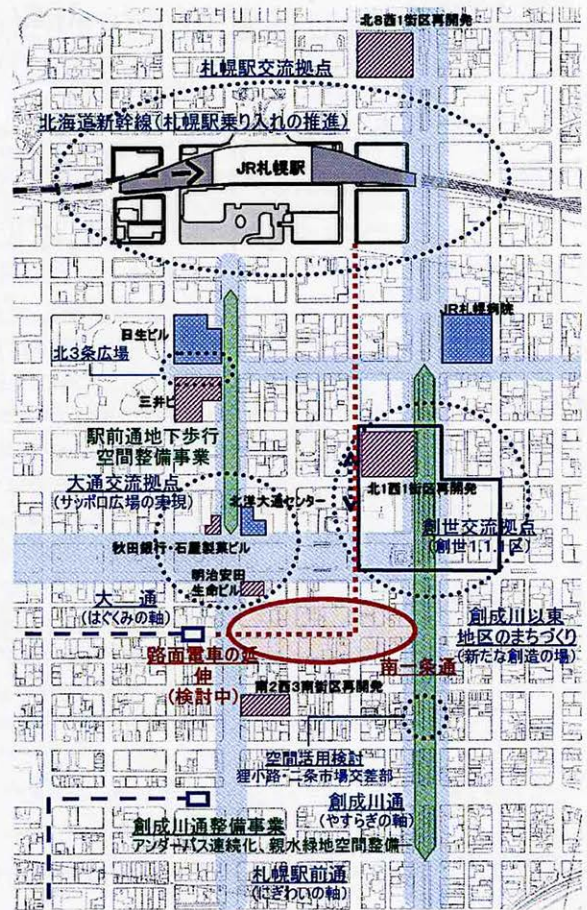 北8西1街区再開発
札幌駅交流拠点
北海道新幹線(札幌駅乗り入れの推進)
JR札幌駅
日生ビル
JR札幌病院
北3条広場
三井ビ
駅前通地下歩行
空間整備事業
大通交流拠点
(サッポロ広場の実現)
北洋大通センター
北1西1街区再開発
創世交流拠点
(創世1.1.1区)
秋田銀行・石屋製菓ビル
明治安田
生命ビル
大 通
(はぐくみの軸)
創成川以東
地区のまちづくり
(新たな創造の場)
路面電車の延
伸
(検討中)
南一条通
南2西3南街区再開発
空間活用検討
狸小路・二条市場交差部
創成川通
(やすらぎの軸)
創成川通整備事業
アンダーパス連続化、親水緑地空間整備
札幌駅前通
(にぎわいの軸)